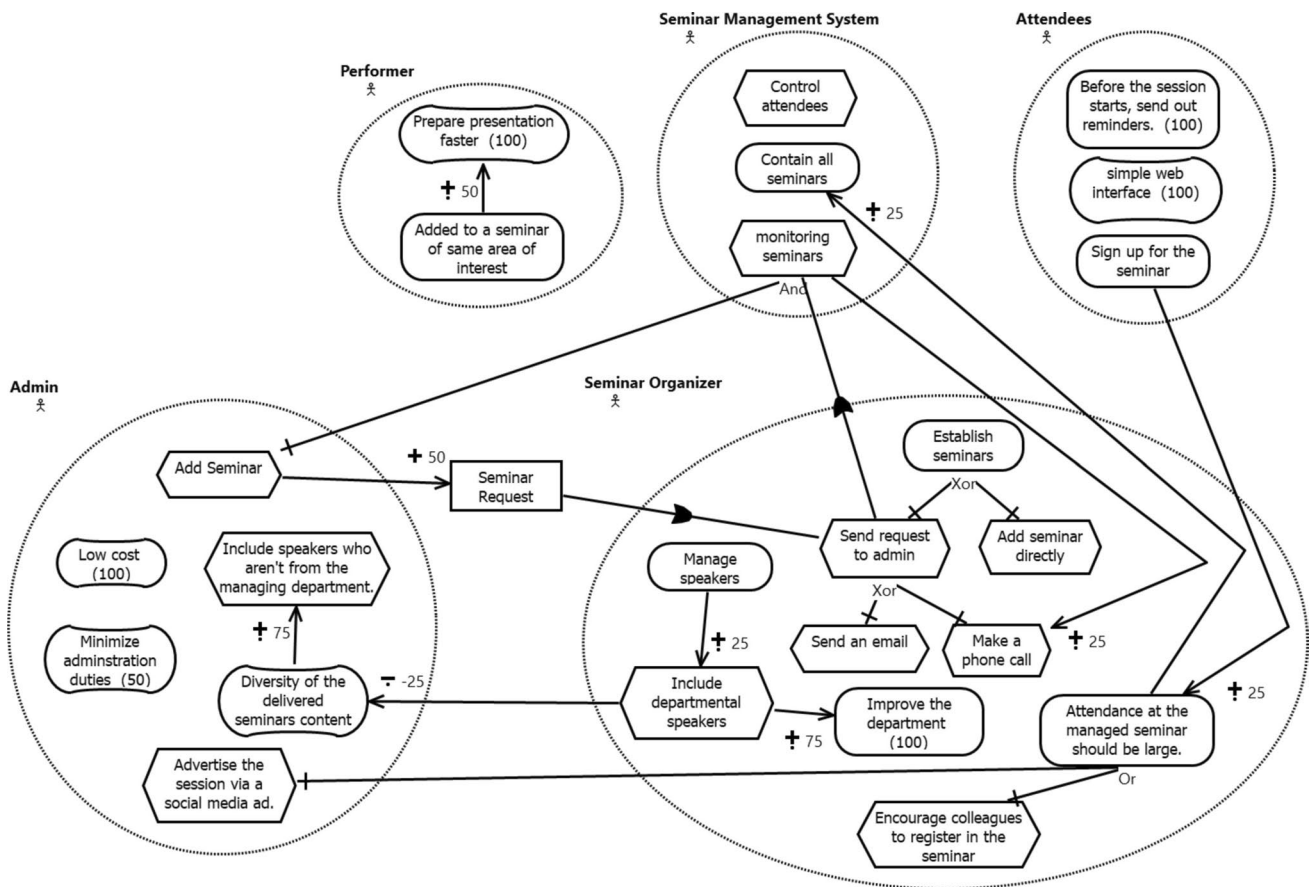 Seminar Management System
Attendees
Performer
Control
attendees
Before the session
starts, send out
reminders. (100)
Prepare presentation
faster (100)
Contain all
seminars
simple web
interface (100)
50
25
Added to a seminar
of same area of
interest
monitoring
seminars
Sign up for the
seminar
And
Admin
Seminar Organizer
Add Seminar
50
Seminar
Request
Establish
seminars
Xor
Low cost
(100)
Include speakers who
aren't from the
managing department.
Manage
speakers
Send request
to admin
Add seminar
directly
Xor
75
25
Send an email
Make a
phone call
25
Minimize
adminstration
duties (50)
Diversity of the
delivered
seminars content
-25
Include
departmental
speakers
75
Improve the
department
(100)
Attendance at the
managed seminar
should be large.
25
Or
Advertise the
session via a
social media ad.
Encourage colleagues
to register in the
seminar